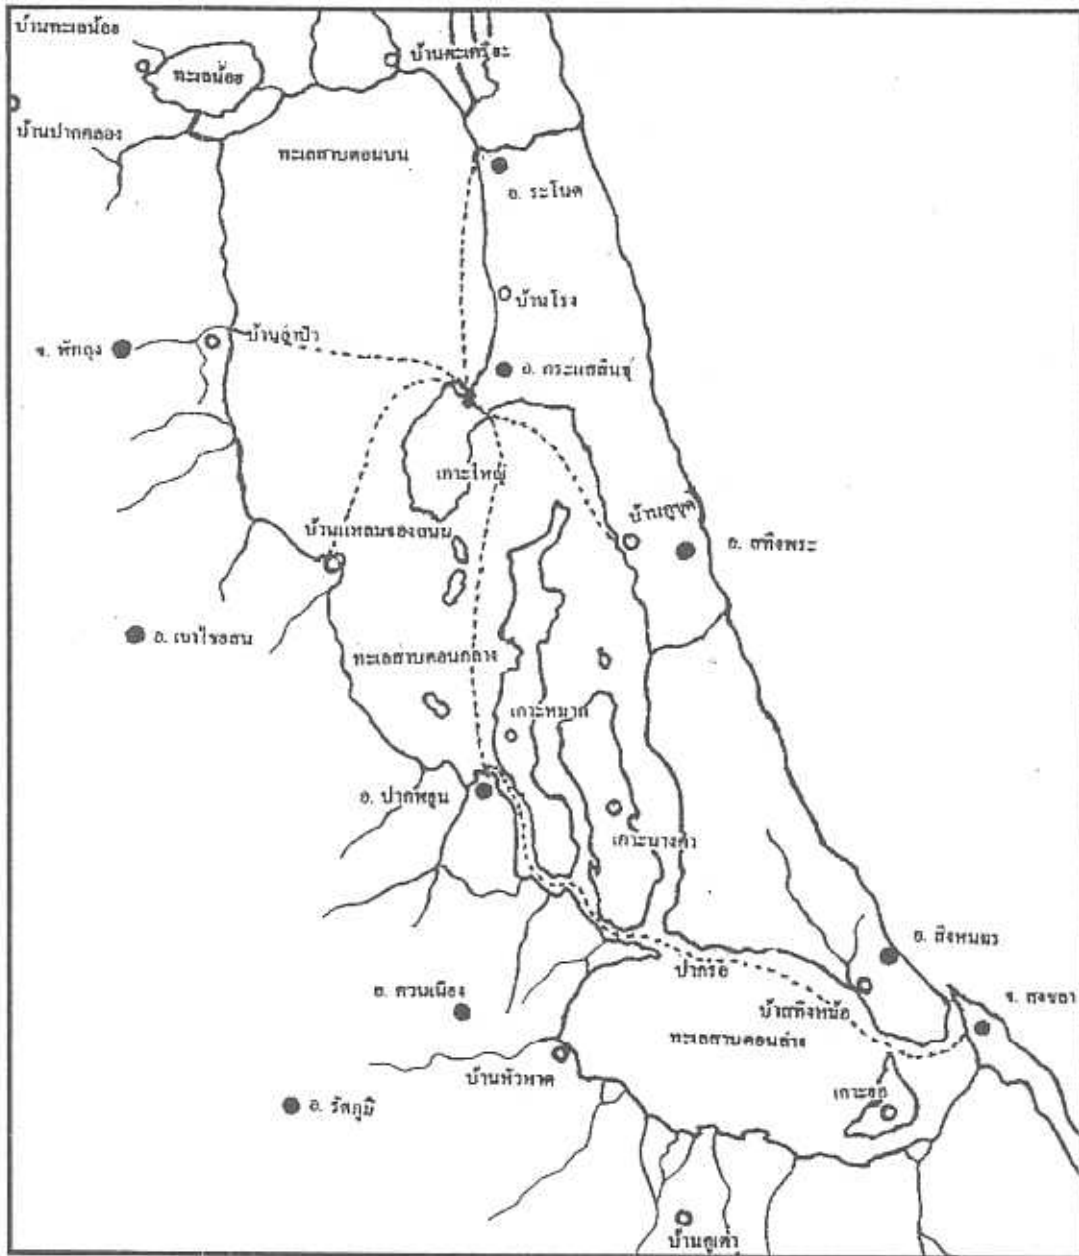 บ้านทะเลน้อย
ทะเลน้อย
บ้านตะเครียะ
บ้านปากคลอง
ทะเลสาบตอนบน
อ. ระโนด
บ้านโรง
บ้านลำปำ
จ. พัทลุง
อ. กระแสสินธุ์
เกาะใหญ่
บ้านคูขุด
บ้านแหลมจองถนน
อ. สทิงพระ
อ. เขาไชยสน
ทะเลสาบตอนกลาง
เกาะหมาก
อ. ปากพยูน
เกาะนางคำ
อ. สิงหนคร
ปากรอ
อ. ควนเนียง
บ้าสทิงหม้อ
จ. สงขลา
ทะเลสาบตอนล่าง
บ้านหัวหาด
เกาะยอ
อ. รัตภูมิ
บ้านคูเต่า